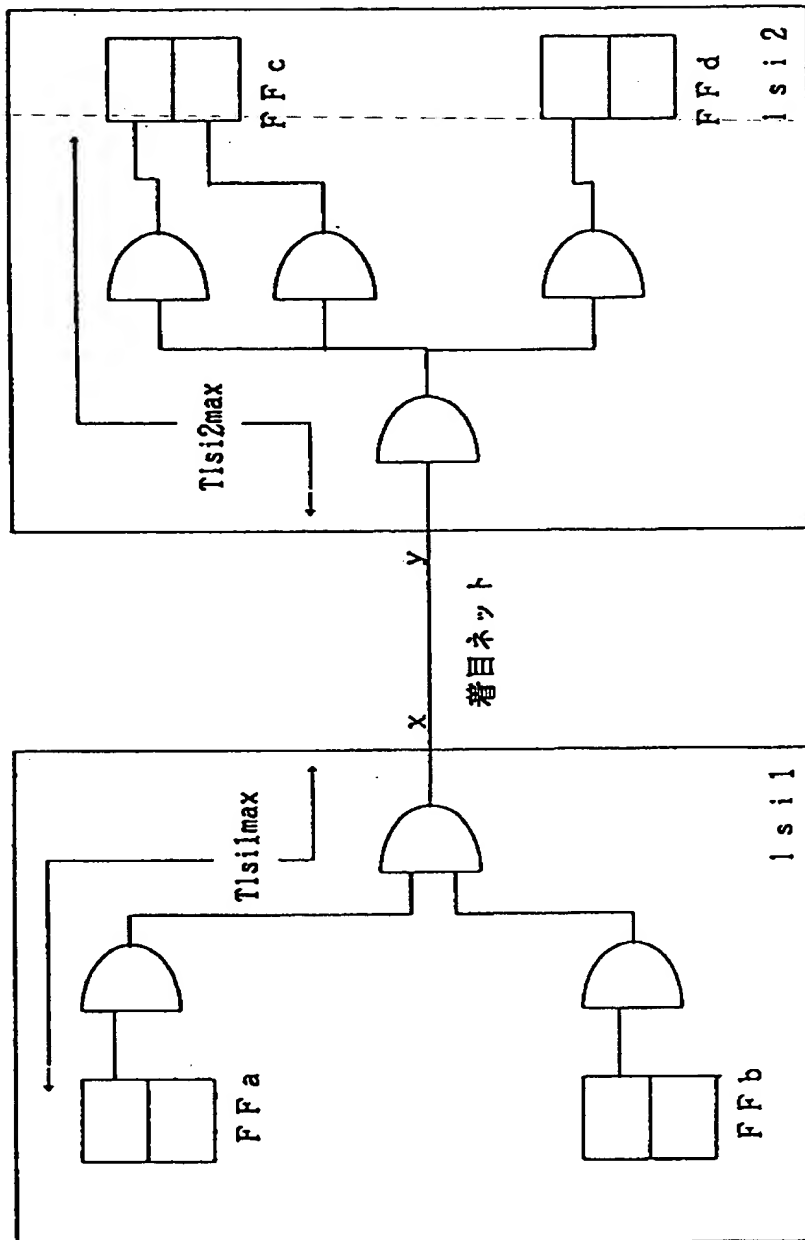 FFa
FFb
Tlsi1max
lsi1
x
着目ネット
y
Tlsi2max
FFc
FFd
lsi2